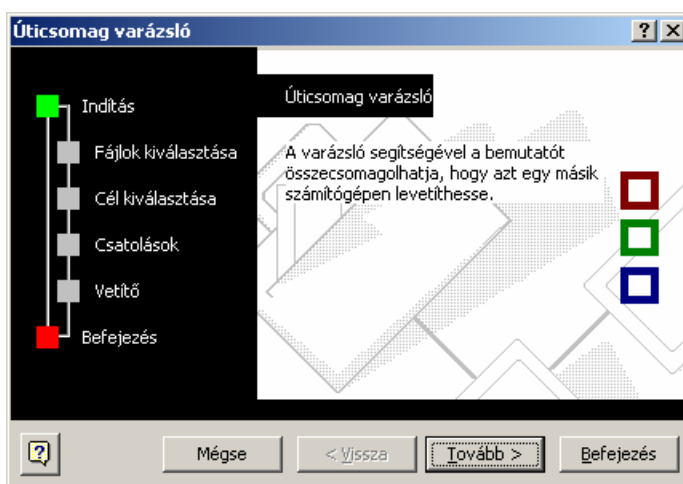 Úticsomag varázsló
Indítás
Fájlok kiválasztása
Cél kiválasztása
Csatolások
Vetítő
Befejezés
Úticsomag varázsló
A varázsló segítségével a bemutatót
összecsomagolhatja, hogy azt egy másik
számítógépen levetíthesse.
Mégse
< Vissza
Tovább >
Befejezés